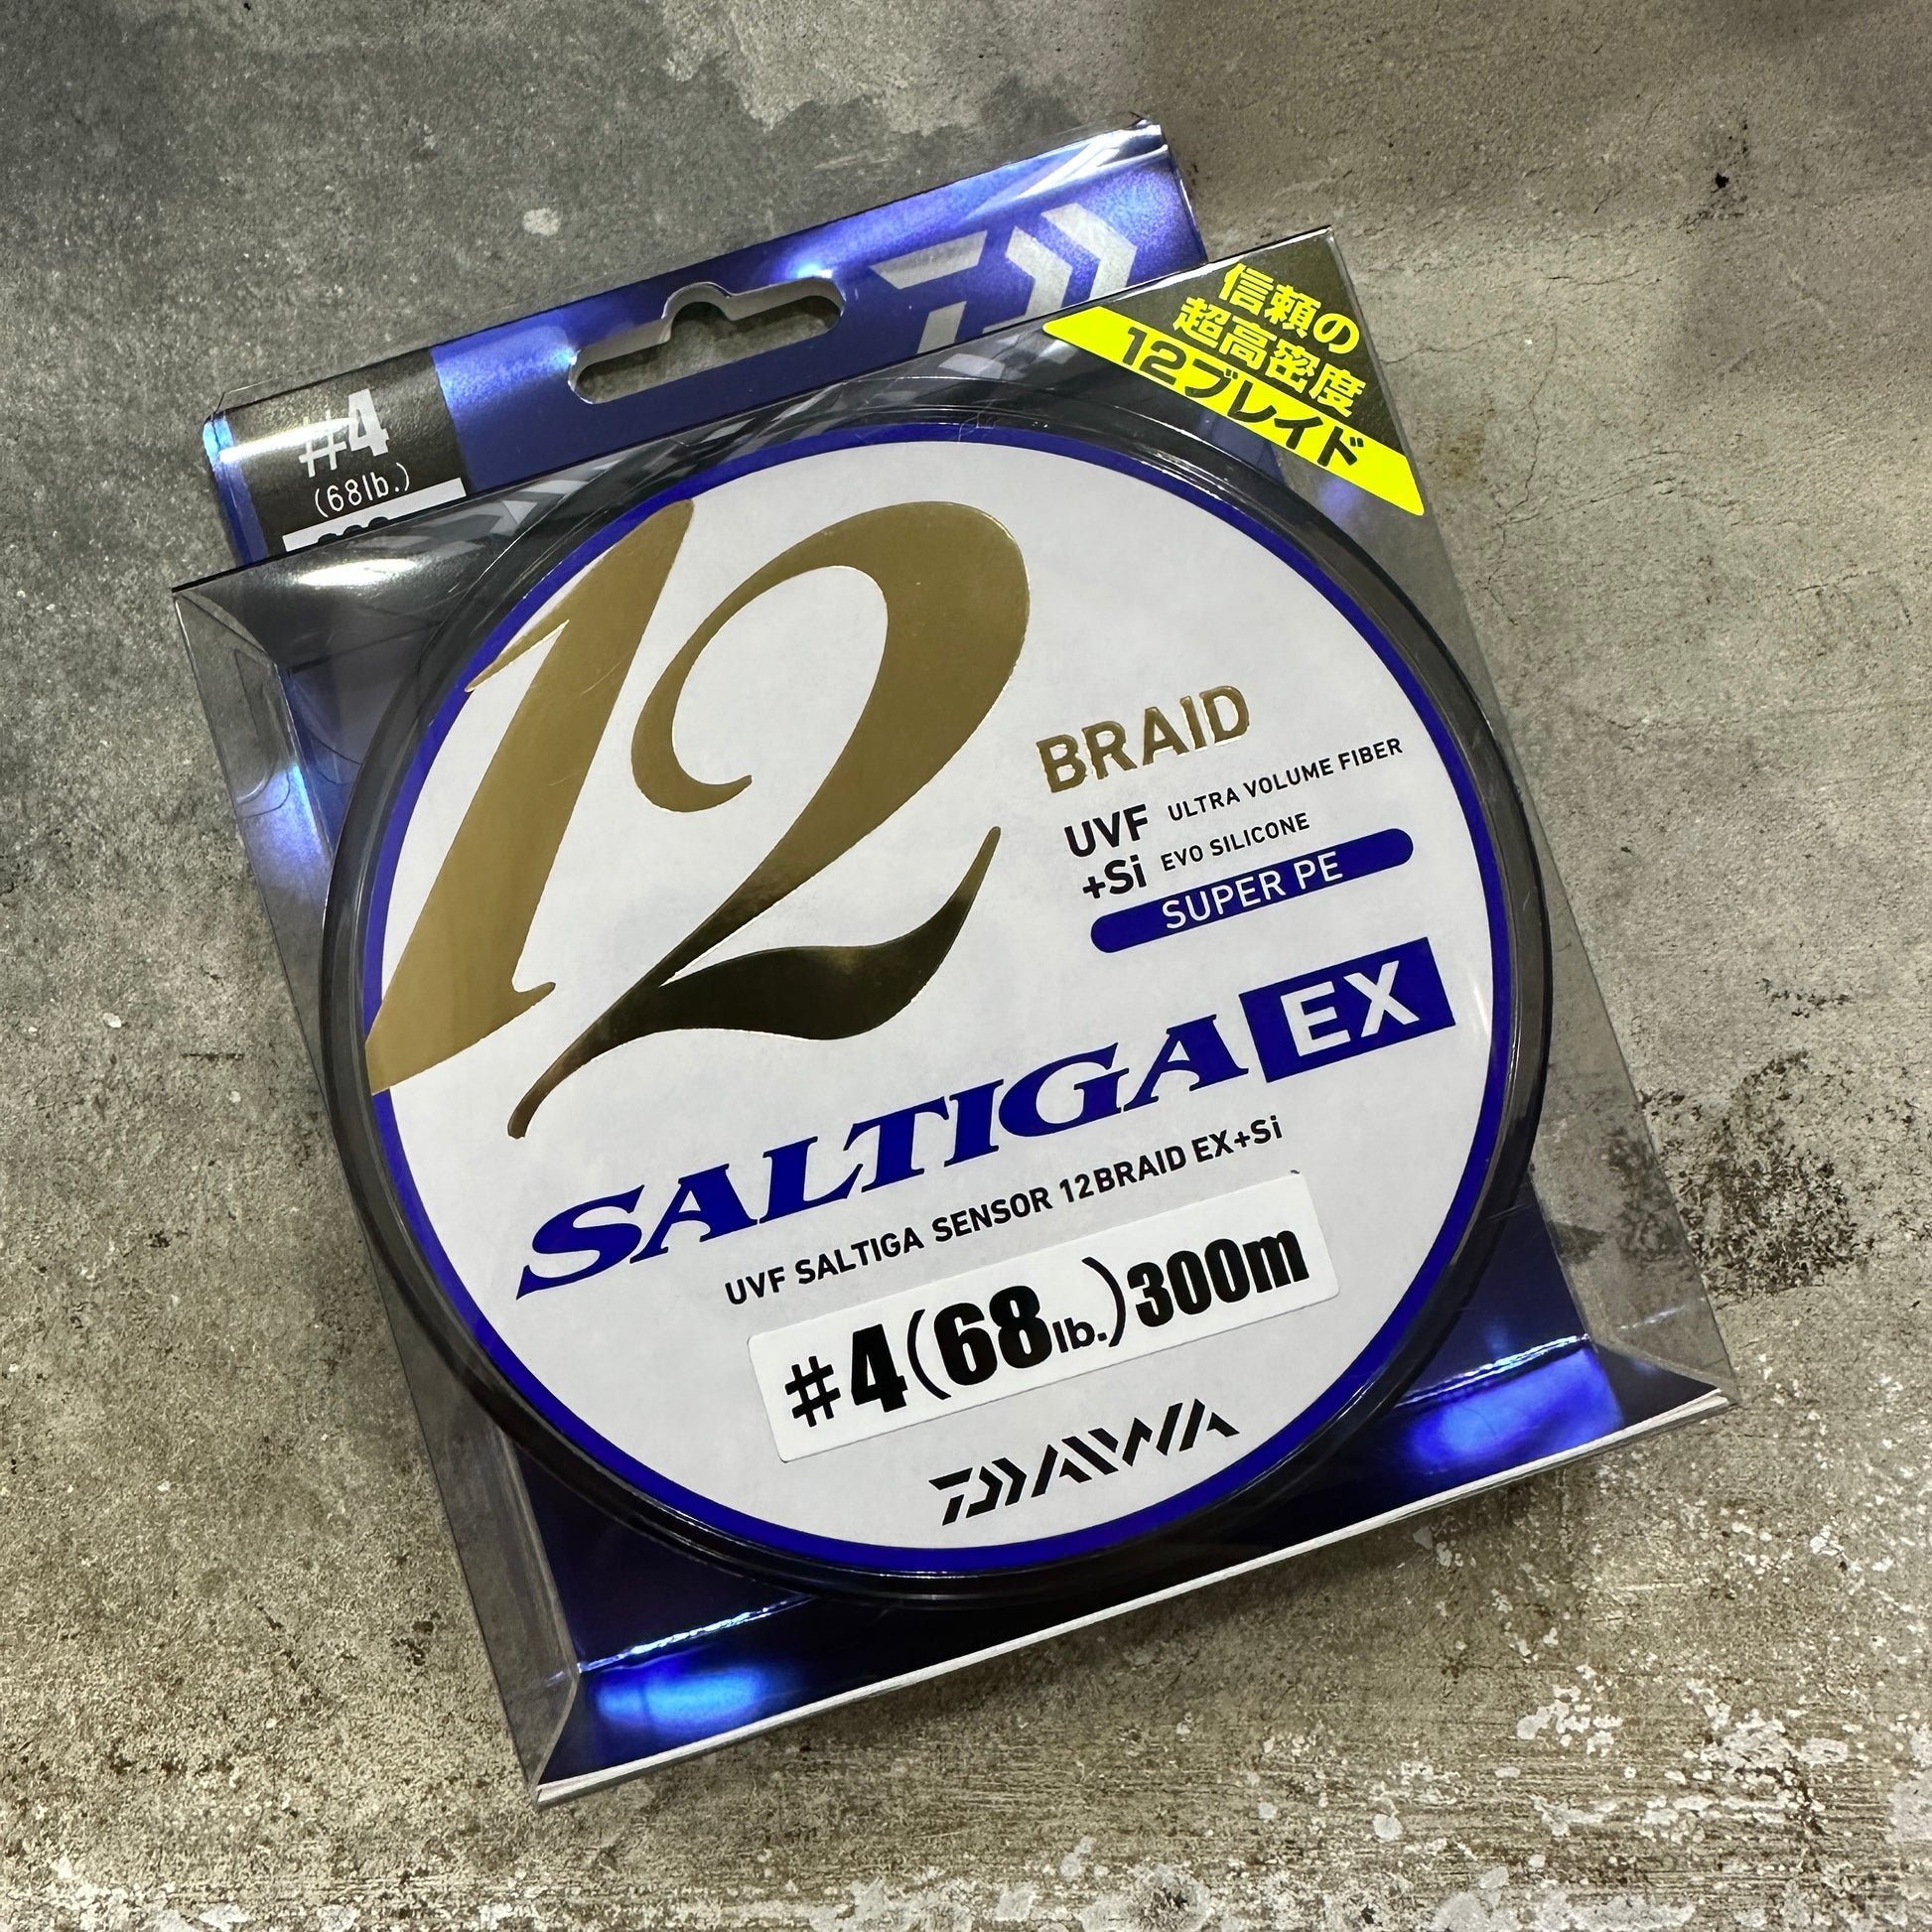 #4
(68lb.)
信頼の
超高密度
12ブレイド
12
BRAID
UVF ULTRA VOLUME FIBER
+Si EVO SILICONE
SUPER PE
SALTIGA EX
UVF SALTIGA SENSOR 12BRAID EX+Si
#4(68lb.)300m
DAIWA